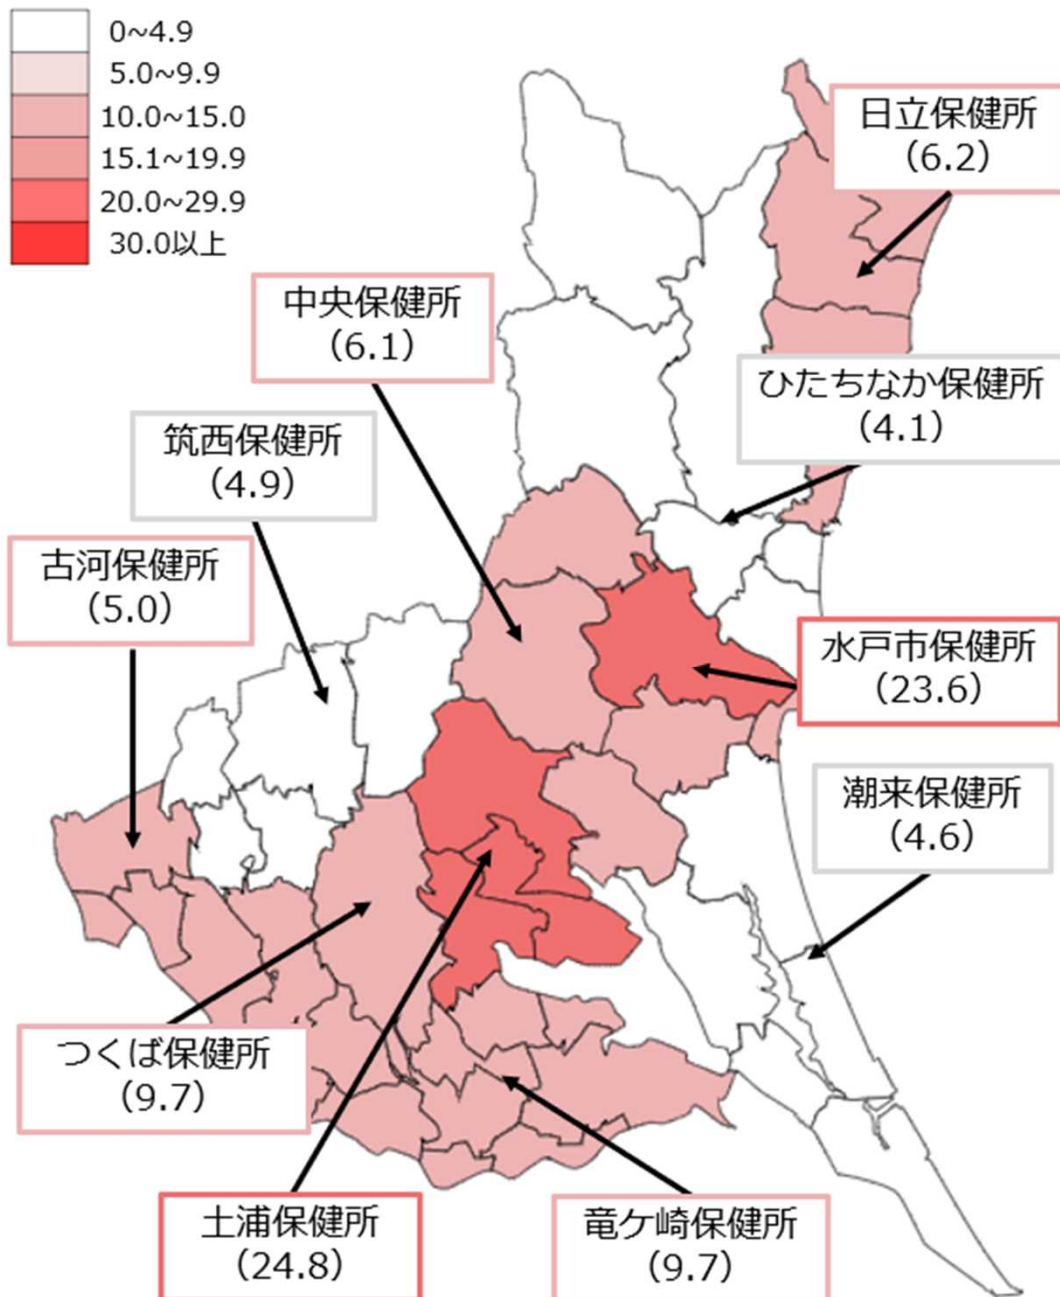 0~4.9
5.0~9.9
10.0~15.0
15.1~19.9
20.0~29.9
30.0以上
日立保健所
(6.2)
中央保健所
(6.1)
ひたちなか保健所
(4.1)
筑西保健所
(4.9)
古河保健所
(5.0)
水戸市保健所
(23.6)
潮来保健所
(4.6)
つくば保健所
(9.7)
土浦保健所
(24.8)
竜ケ崎保健所
(9.7)